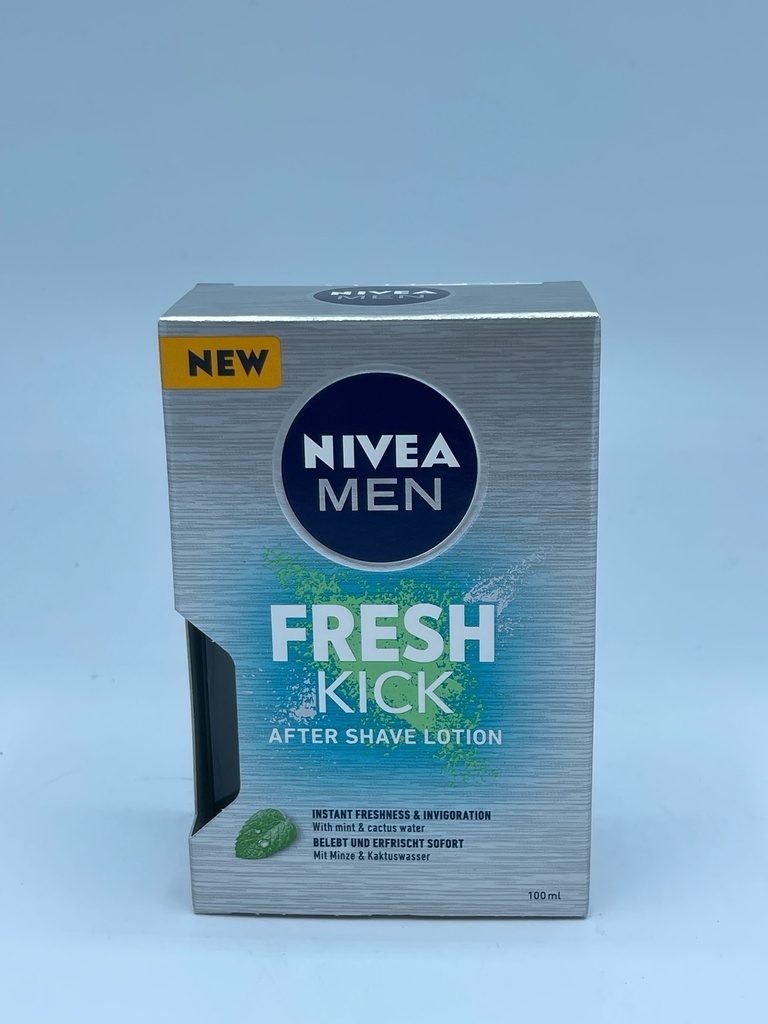 NIVEA
MEN
NEW
NIVEA
MEN
FRESH
KICK
AFTER SHAVE LOTION
INSTANT FRESHNESS & INVIGORATION
With mint & cactus water
BELEBT UND ERFRISCHT SOFORT
Mit Minze & Kaktuswasser
100 ml